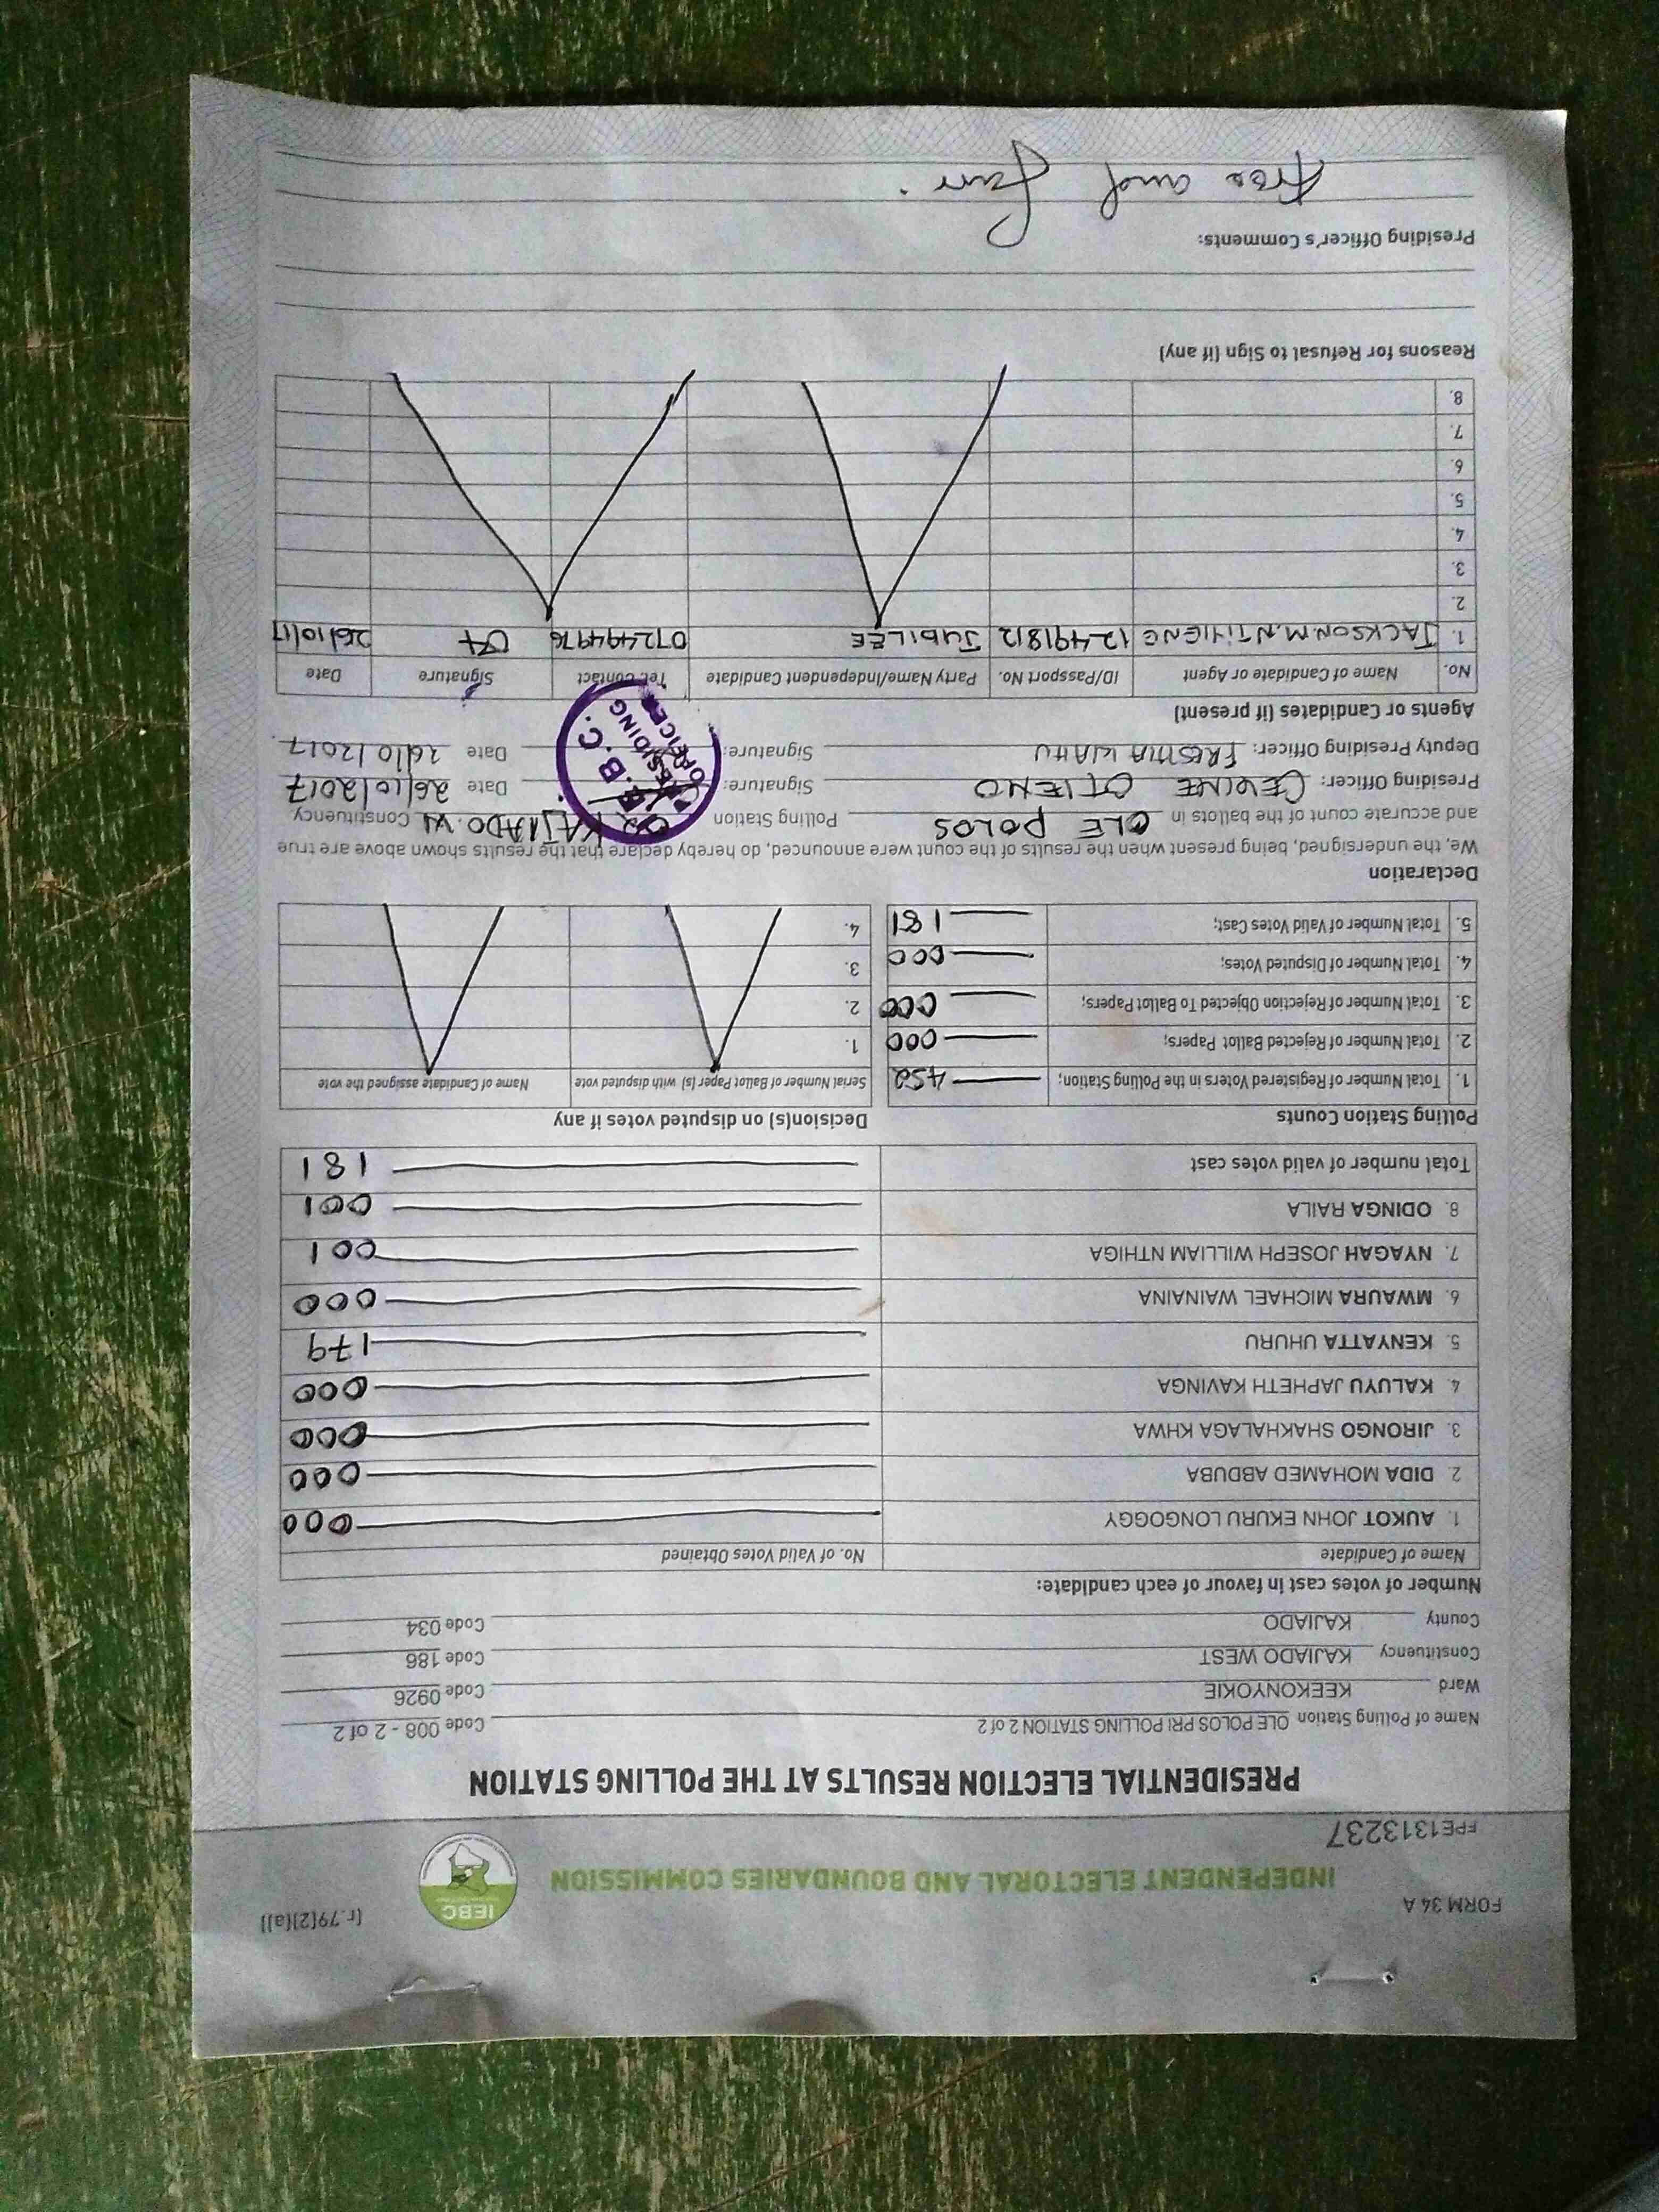 FORM 34 A
(r.79(2)(a))
INDEPENDENT ELECTORAL AND BOUNDARIES COMMISSION
IEBC
FPE1313237
PRESIDENTIAL ELECTION RESULTS AT THE POLLING STATION
Name of Polling Station OLE POLOS PRI POLLING STATION 2 of 2 Code 008 - 2 of 2
Ward KEEKONYOKIE Code 0926
Constituency KAJIADO WEST Code 186
County KAJIADO Code 034
Number of votes cast in favour of each candidate:
Name of Candidate No. of Valid Votes Obtained
1. AUKOT JOHN EKURU LONGOGGY 000
2. DIDA MOHAMED ABDUBA 000
3. JIRONGO SHAKHALAGA KHWA 000
4. KALUYU JAPHETH KAVINGA 000
5. KENYATTA UHURU 179
6. MWAURA MICHAEL WAINAINA 000
7. NYAGAH JOSEPH WILLIAM NTHIGA 001
8. ODINGA RAILA 001
Total number of valid votes cast 181
Polling Station Counts
1. Total Number of Registered Voters in the Polling Station; 452
2. Total Number of Rejected Ballot Papers; 000
3. Total Number of Rejection Objected To Ballot Papers; 000
4. Total Number of Disputed Votes; 000
5. Total Number of Valid Votes Cast; 181
Decision(s) on disputed votes if any
Serial Number of Ballot Paper (s) with disputed vote Name of Candidate assigned the vote
1.
2.
3.
4.
Declaration
We, the undersigned, being present when the results of the count were announced, do hereby declare that the results shown above are true
and accurate count of the ballots in OLE POLOS Polling Station KAJIADO W. Constituency.
Presiding Officer: OTIENO Signature: Date 26/10/2017
Deputy Presiding Officer: Signature: Date 26/10/2017
PRESIDING OFFICER
Agents or Candidates (if present)
No. Name of Candidate or Agent ID/Passport No. Party Name/Independent Candidate Tel. Contact Signature Date
1. JACKSON M. 12491812 JUBILEE 0724494976 26/10/17
2.
3.
4.
5.
6.
7.
8.
Reasons for Refusal to Sign (if any)
Presiding Officer's Comments:
Free and fair.